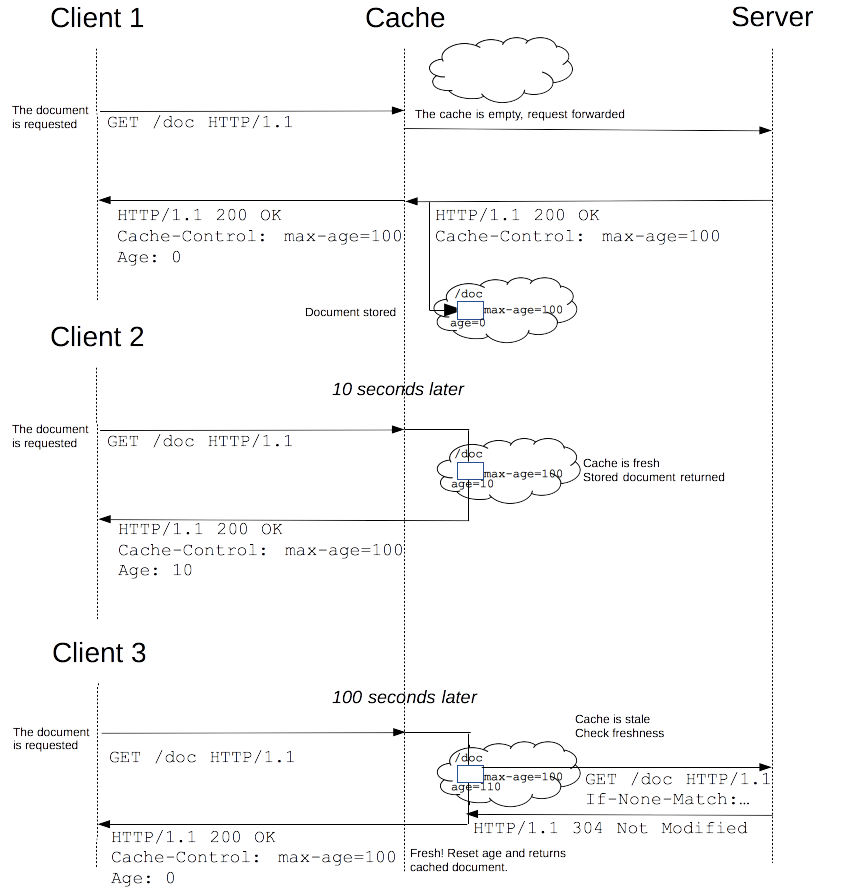 Client 1
Cache
Server
The document
is requested
GET /doc HTTP/1.1
The cache is empty, request forwarded
HTTP/1.1 200 OK
Cache-Control: max-age=100
Age: 0
HTTP/1.1 200 OK
Cache-Control: max-age=100
Document stored
/doc
max-age=100
age=0
Client 2
10 seconds later
The document
is requested
GET /doc HTTP/1.1
/doc
max-age=100
age=10
Cache is fresh
Stored document returned
HTTP/1.1 200 OK
Cache-Control: max-age=100
Age: 10
Client 3
100 seconds later
The document
is requested
GET /doc HTTP/1.1
Cache is stale
Check freshness
/doc
max-age=100
age=110
GET /doc HTTP/1.1
If-None-Match:…
HTTP/1.1 304 Not Modified
HTTP/1.1 200 OK
Cache-Control: max-age=100
Age: 0
Fresh! Reset age and returns
cached document.